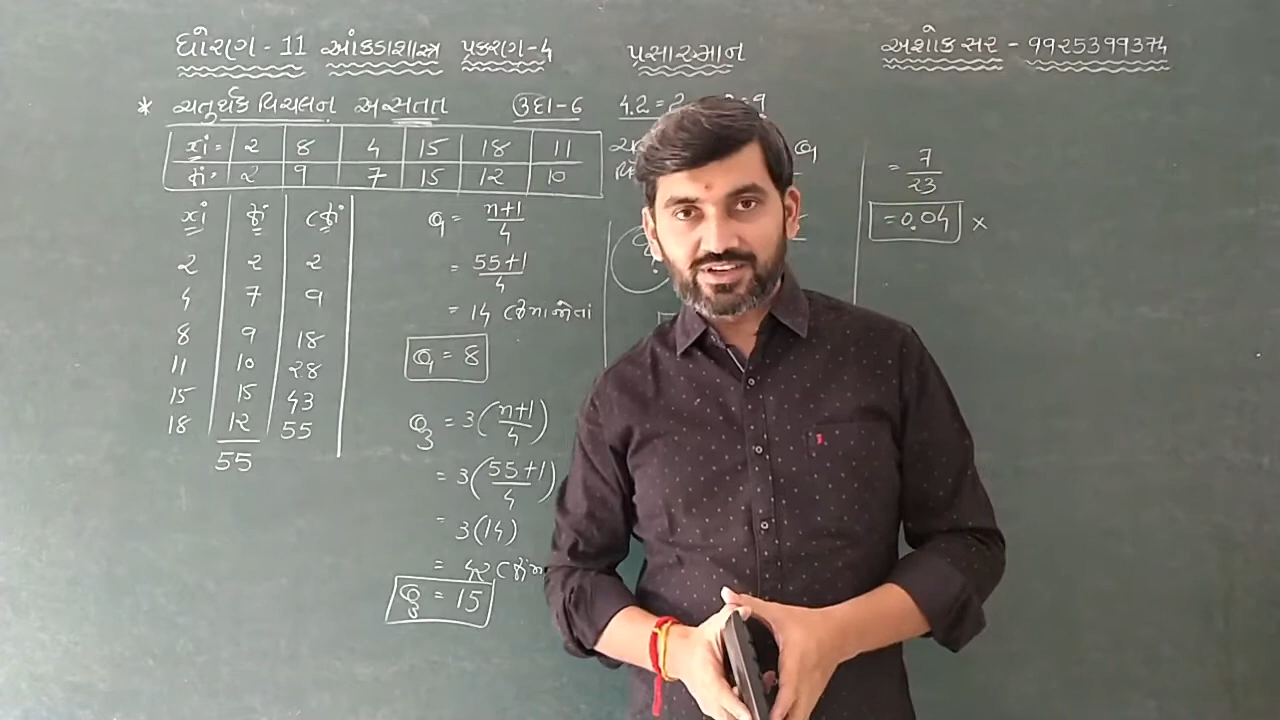 ધોરણ-11 આંકડાશાસ્ત્ર પ્રકરણ-4 પ્રસારમાન અશોક સર - 9925399374
* ચતુર્થક વિચલન અસતત ઉદા-6
xi = 2 8 4 15 18 11
fi = 2 9 7 15 12 10
xi fi cfi
2 2 2
4 7 9
8 9 18
11 10 28
15 15 43
18 12 55
55
Q1 = n+1/4
= 55+1/4
= 14
Q1 = 8
Q3 = 3(n+1/4)
= 3(55+1/4)
= 3(14)
= 42
Q3 = 15
= 7/23
= 0.04 ×